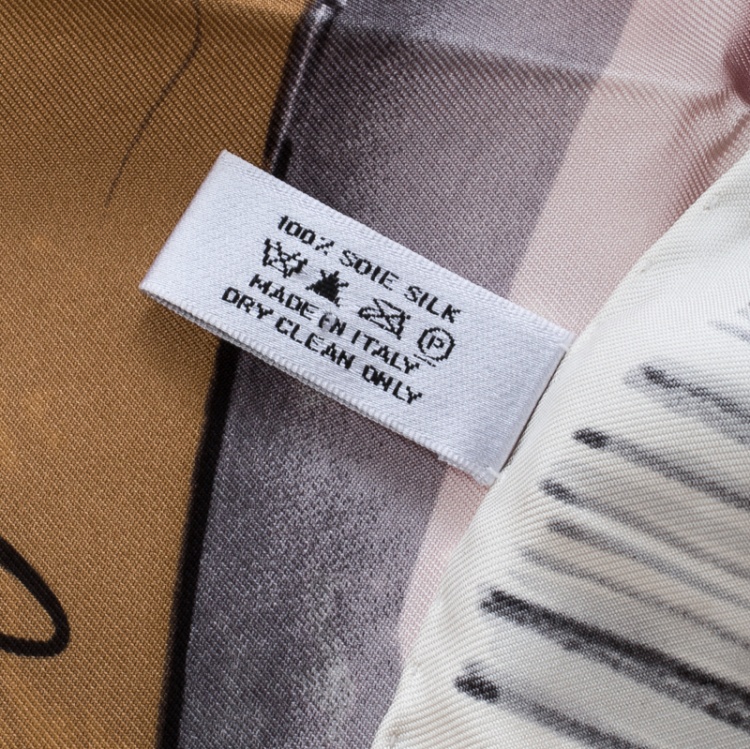 100% SOIE SILK
P
MADE IN ITALY
DRY CLEAN ONLY